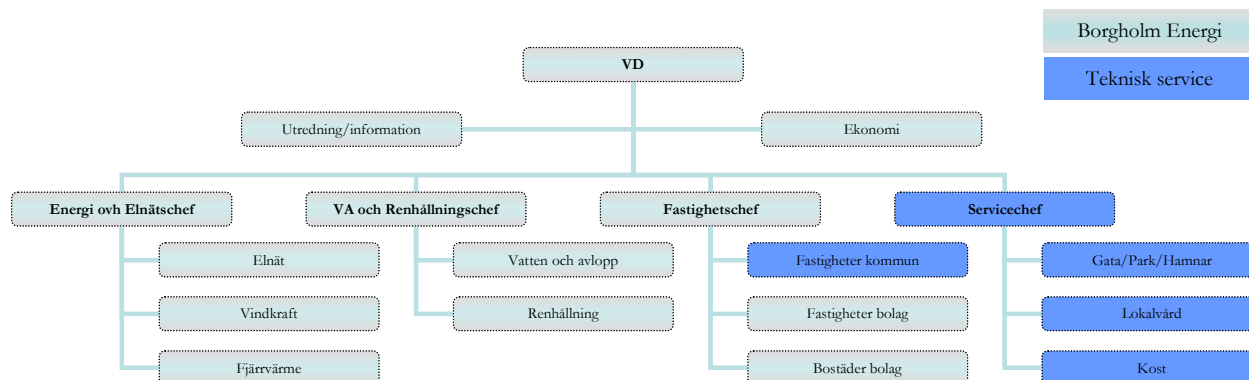 Borgholm Energi
Teknisk service
VD
Utredning/information
Ekonomi
Energi ovh Elnätschef
VA och Renhållningschef
Fastighetschef
Servicechef
Elnät
Vatten och avlopp
Fastigheter kommun
Gata/Park/Hamnar
Vindkraft
Renhållning
Fastigheter bolag
Lokalvård
Fjärrvärme
Bostäder bolag
Kost